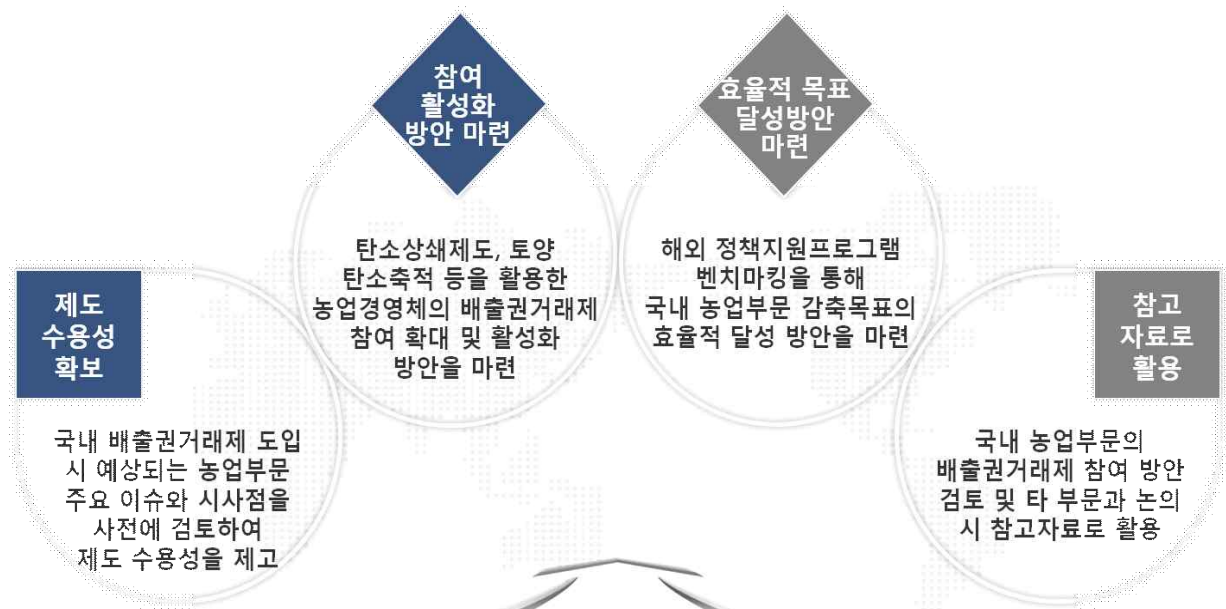 제도
수용성
확보
국내 배출권거래제 도입
시 예상되는 농업부문
주요 이슈와 시사점을
사전에 검토하여
제도 수용성을 제고
참여
활성화
방안 마련
탄소상쇄제도, 토양
탄소축적 등을 활용한
농업경영체의 배출권거래제
참여 확대 및 활성화
방안을 마련
효율적 목표
달성방안
마련
해외 정책지원프로그램
벤치마킹을 통해
국내 농업부문 감축목표의
효율적 달성 방안을 마련
참고
자료로
활용
국내 농업부문의
배출권거래제 참여 방안
검토 및 타 부문과 논의
시 참고자료로 활용